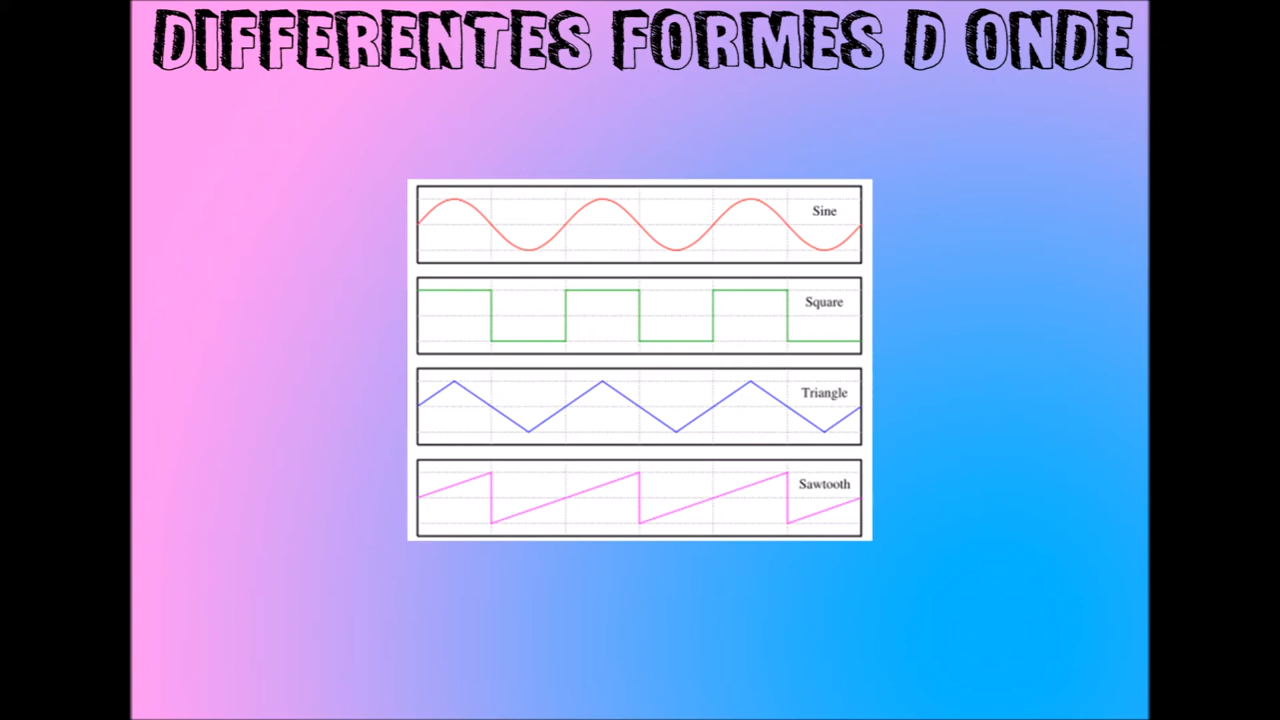 DIFFERENTES FORMES D ONDE
Sine
Square
Triangle
Sawtooth